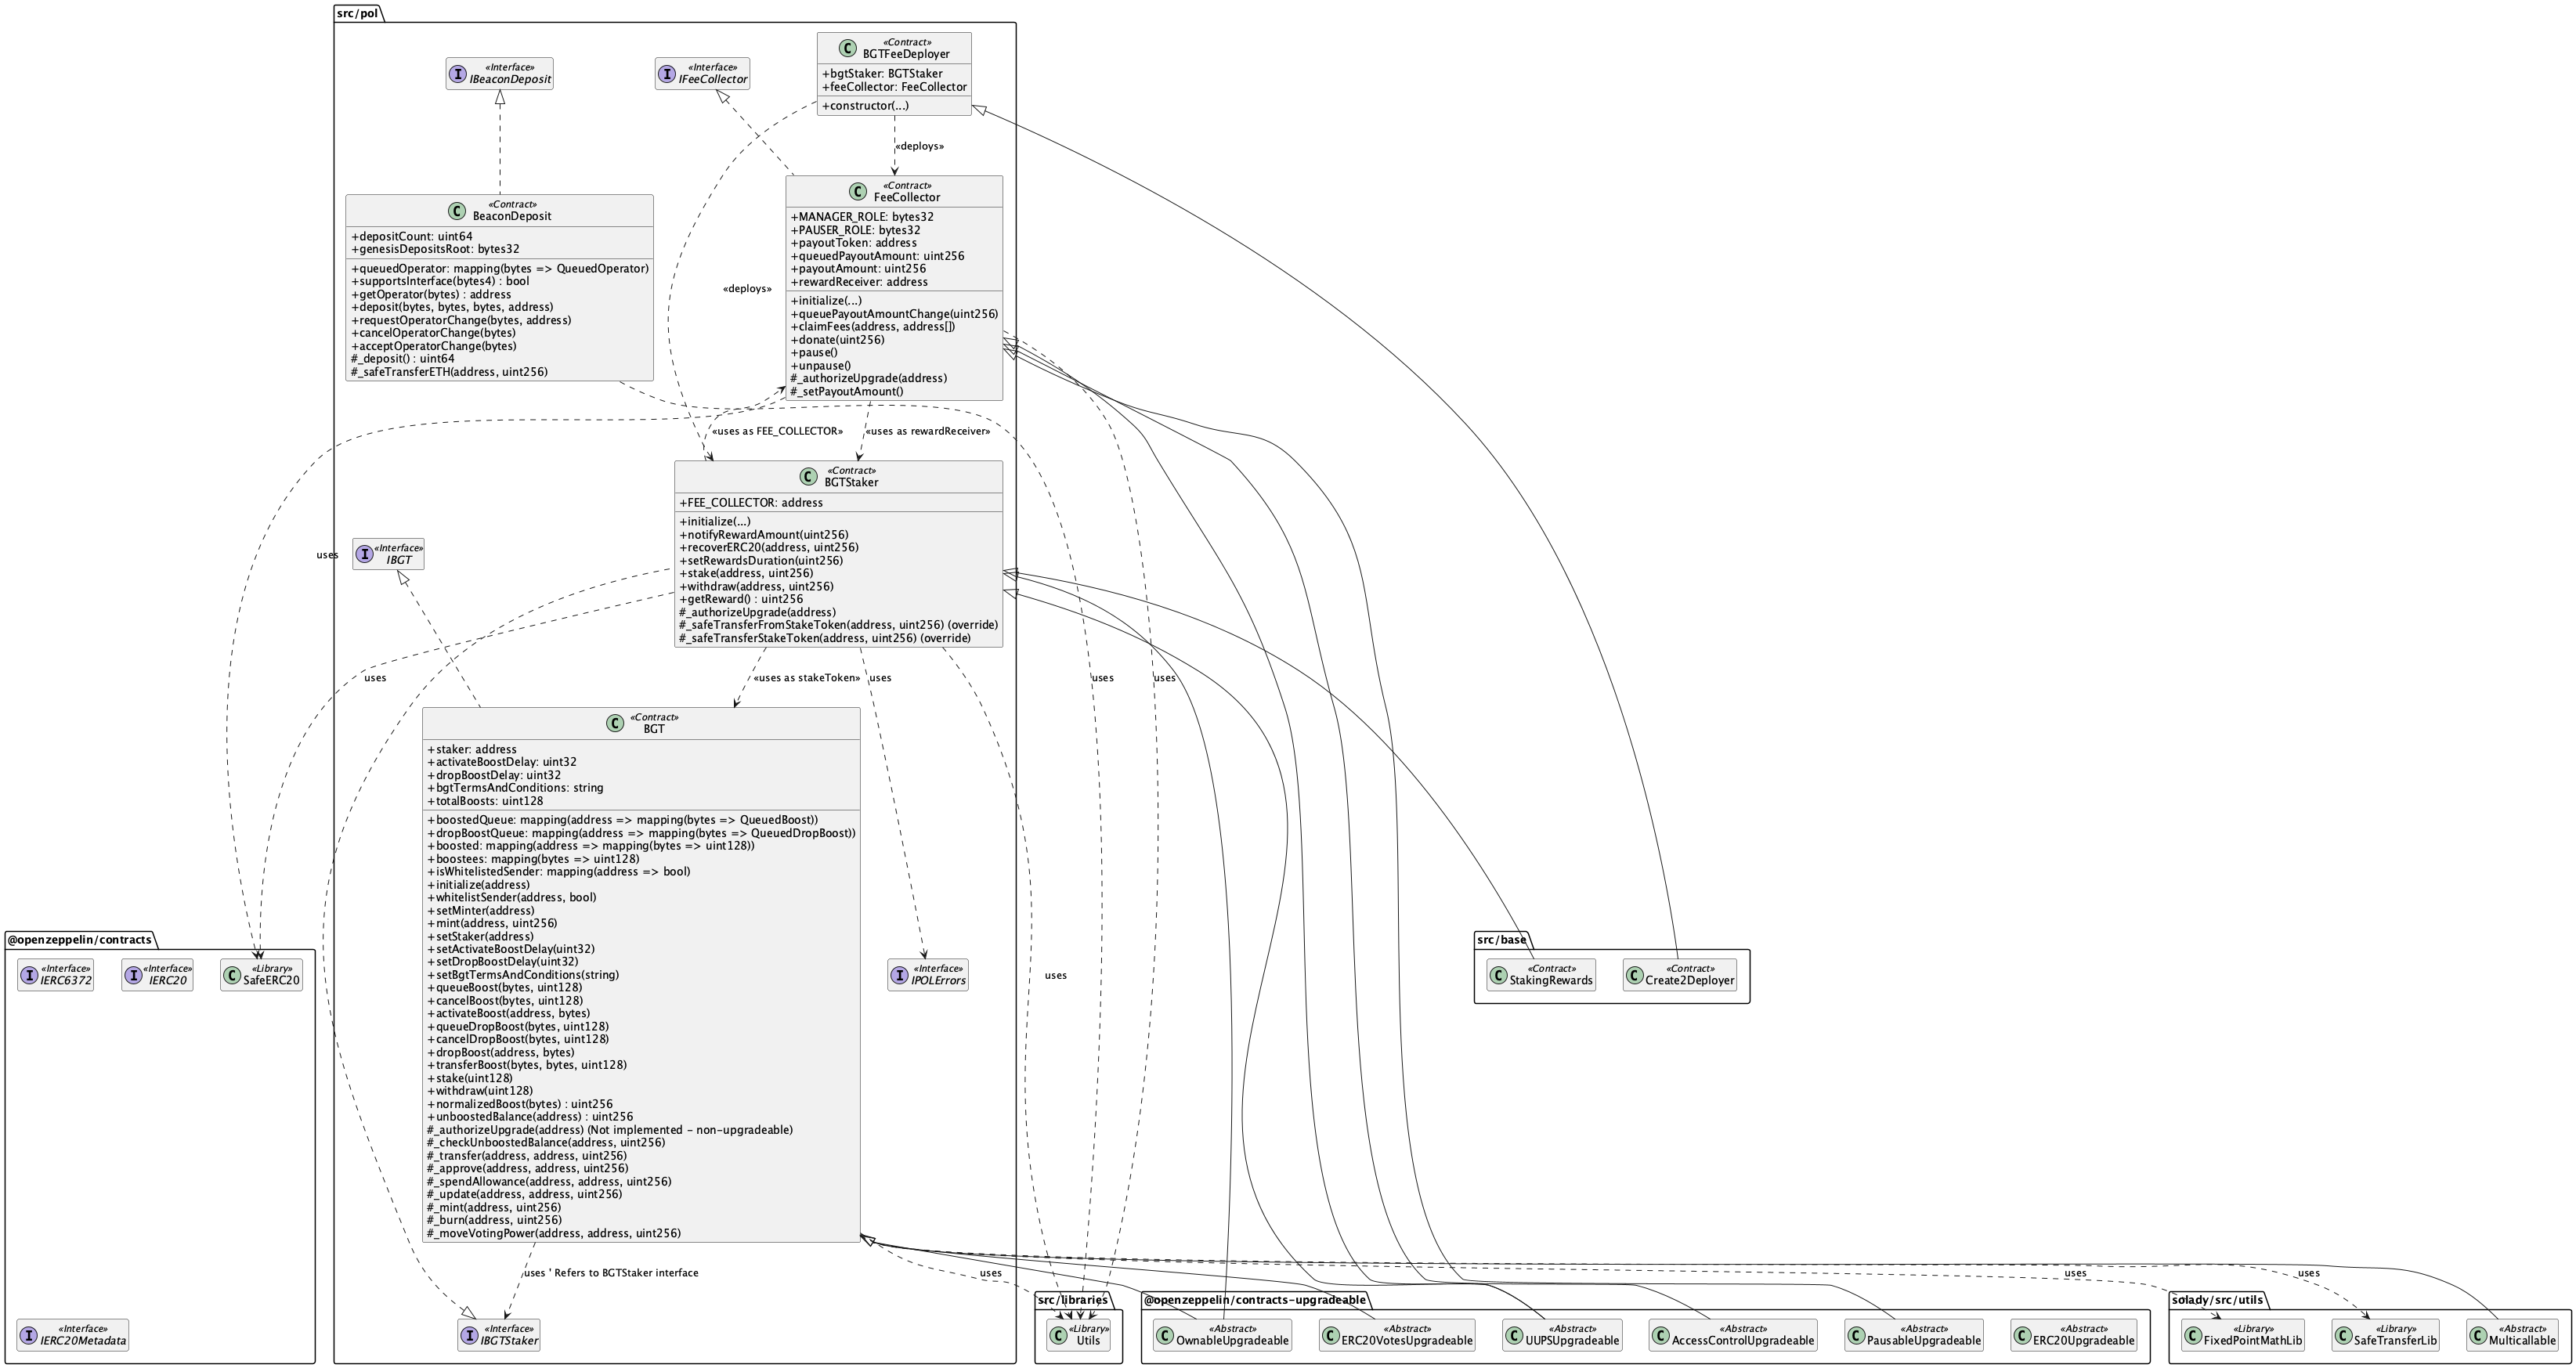 src/pol
«Contract»
BGTFeeDeployer
+bgtStaker: BGTStaker
+feeCollector: FeeCollector
+constructor(...)
«Interface»
IBeaconDeposit
«Interface»
IFeeCollector
«deploys»
«Contract»
BeaconDeposit
+depositCount: uint64
+genesisDepositsRoot: bytes32
+queuedOperator: mapping(bytes => QueuedOperator)
+supportsInterface(bytes4) : bool
+getOperator(bytes) : address
+deposit(bytes, bytes, bytes, address)
+requestOperatorChange(bytes, address)
+cancelOperatorChange(bytes)
+acceptOperatorChange(bytes)
#_deposit() : uint64
#_safeTransferETH(address, uint256)
«deploys»
«Contract»
FeeCollector
+MANAGER_ROLE: bytes32
+PAUSER_ROLE: bytes32
+payoutToken: address
+queuedPayoutAmount: uint256
+payoutAmount: uint256
+rewardReceiver: address
+initialize(...)
+queuePayoutAmountChange(uint256)
+claimFees(address, address[])
+donate(uint256)
+pause()
+unpause()
#_authorizeUpgrade(address)
#_setPayoutAmount()
«uses as FEE_COLLECTOR»
«uses as rewardReceiver»
«Contract»
BGTStaker
+FEE_COLLECTOR: address
+initialize(...)
+notifyRewardAmount(uint256)
+recoverERC20(address, uint256)
+setRewardsDuration(uint256)
+stake(address, uint256)
+withdraw(address, uint256)
+getReward() : uint256
#_authorizeUpgrade(address)
#_safeTransferFromStakeToken(address, uint256) (override)
#_safeTransferStakeToken(address, uint256) (override)
uses
«Interface»
IBGT
uses
«uses as stakeToken»
uses
uses
uses
«Contract»
BGT
+staker: address
+activateBoostDelay: uint32
+dropBoostDelay: uint32
+bgtTermsAndConditions: string
+totalBoosts: uint128
+boostedQueue: mapping(address => mapping(bytes => QueuedBoost))
+dropBoostQueue: mapping(address => mapping(bytes => QueuedDropBoost))
+boosted: mapping(address => mapping(bytes => uint128))
+boostees: mapping(bytes => uint128)
+isWhitelistedSender: mapping(address => bool)
+initialize(address)
+whitelistSender(address, bool)
+setMinter(address)
+mint(address, uint256)
+setStaker(address)
+setActivateBoostDelay(uint32)
+setDropBoostDelay(uint32)
+setBgtTermsAndConditions(string)
+queueBoost(bytes, uint128)
+cancelBoost(bytes, uint128)
+activateBoost(address, bytes)
+queueDropBoost(bytes, uint128)
+cancelDropBoost(bytes, uint128)
+dropBoost(address, bytes)
+transferBoost(bytes, bytes, uint128)
+stake(uint128)
+withdraw(uint128)
+normalizedBoost(bytes) : uint256
+unboostedBalance(address) : uint256
#_authorizeUpgrade(address) (Not implemented - non-upgradeable)
#_checkUnboostedBalance(address, uint256)
#_transfer(address, address, uint256)
#_approve(address, address, uint256)
#_spendAllowance(address, address, uint256)
#_update(address, address, uint256)
#_mint(address, uint256)
#_burn(address, uint256)
#_moveVotingPower(address, address, uint256)
@openzeppelin/contracts
«Interface»
IERC6372
«Interface»
IERC20
«Library»
SafeERC20
«Interface»
IPOLErrors
uses
src/base
«Contract»
StakingRewards
«Contract»
Create2Deployer
uses ' Refers to BGTStaker interface
uses
uses
uses
«Interface»
IERC20Metadata
«Interface»
IBGTStaker
src/libraries
«Library»
Utils
@openzeppelin/contracts-upgradeable
«Abstract»
OwnableUpgradeable
«Abstract»
ERC20VotesUpgradeable
«Abstract»
UUPSUpgradeable
«Abstract»
AccessControlUpgradeable
«Abstract»
PausableUpgradeable
«Abstract»
ERC20Upgradeable
solady/src/utils
«Library»
FixedPointMathLib
«Library»
SafeTransferLib
«Abstract»
Multicallable